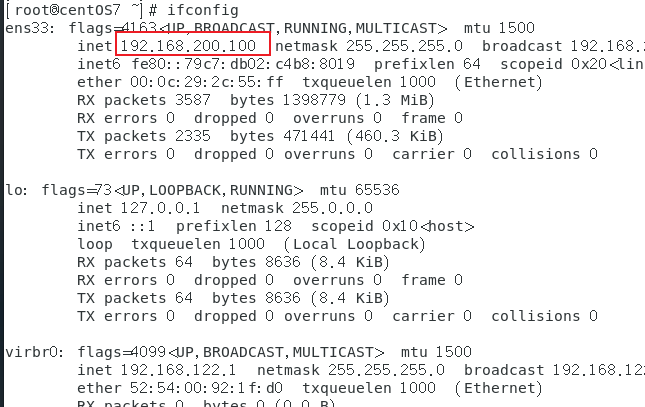 [root@centOS7 ~]# ifconfig
ens33: flags=4163<UP,BROADCAST,RUNNING,MULTICAST>  mtu 1500
inet 192.168.200.100  netmask 255.255.255.0  broadcast 192.168.2
inet6 fe80::79c7:db02:c4b8:8019  prefixlen 64  scopeid 0x20<lin
ether 00:0c:29:2c:55:ff  txqueuelen 1000  (Ethernet)
RX packets 3587  bytes 1398779 (1.3 MiB)
RX errors 0  dropped 0  overruns 0  frame 0
TX packets 2335  bytes 471441 (460.3 KiB)
TX errors 0  dropped 0 overruns 0  carrier 0  collisions 0
lo: flags=73<UP,LOOPBACK,RUNNING>  mtu 65536
inet 127.0.0.1  netmask 255.0.0.0
inet6 ::1  prefixlen 128  scopeid 0x10<host>
loop  txqueuelen 1000  (Local Loopback)
RX packets 64  bytes 8636 (8.4 KiB)
RX errors 0  dropped 0  overruns 0  frame 0
TX packets 64  bytes 8636 (8.4 KiB)
TX errors 0  dropped 0 overruns 0  carrier 0  collisions 0
virbr0: flags=4099<UP,BROADCAST,MULTICAST>  mtu 1500
inet 192.168.122.1  netmask 255.255.255.0  broadcast 192.168.122
ether 52:54:00:92:1f:d0  txqueuelen 1000  (Ethernet)
RX packets 0  bytes 0 (0.0 B)